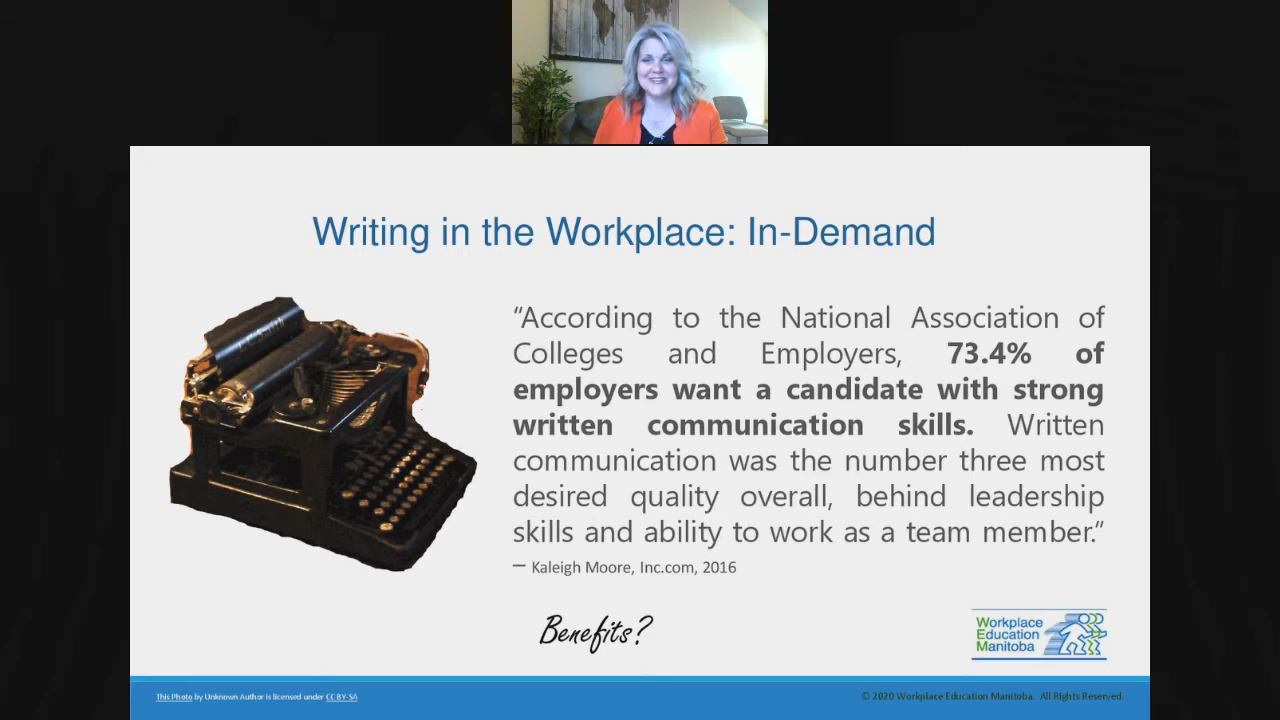 Writing in the Workplace: In-Demand
“According to the National Association of
Colleges and Employers, 73.4% of
employers want a candidate with strong
written communication skills. Written
communication was the number three most
desired quality overall, behind leadership
skills and ability to work as a team member.”
— Kaleigh Moore, Inc.com, 2016
Benefits?
Workplace
Education
Manitoba
This Photo by Unknown Author is licensed under CC BY-SA
© 2020 Workplace Education Manitoba. All Rights Reserved.